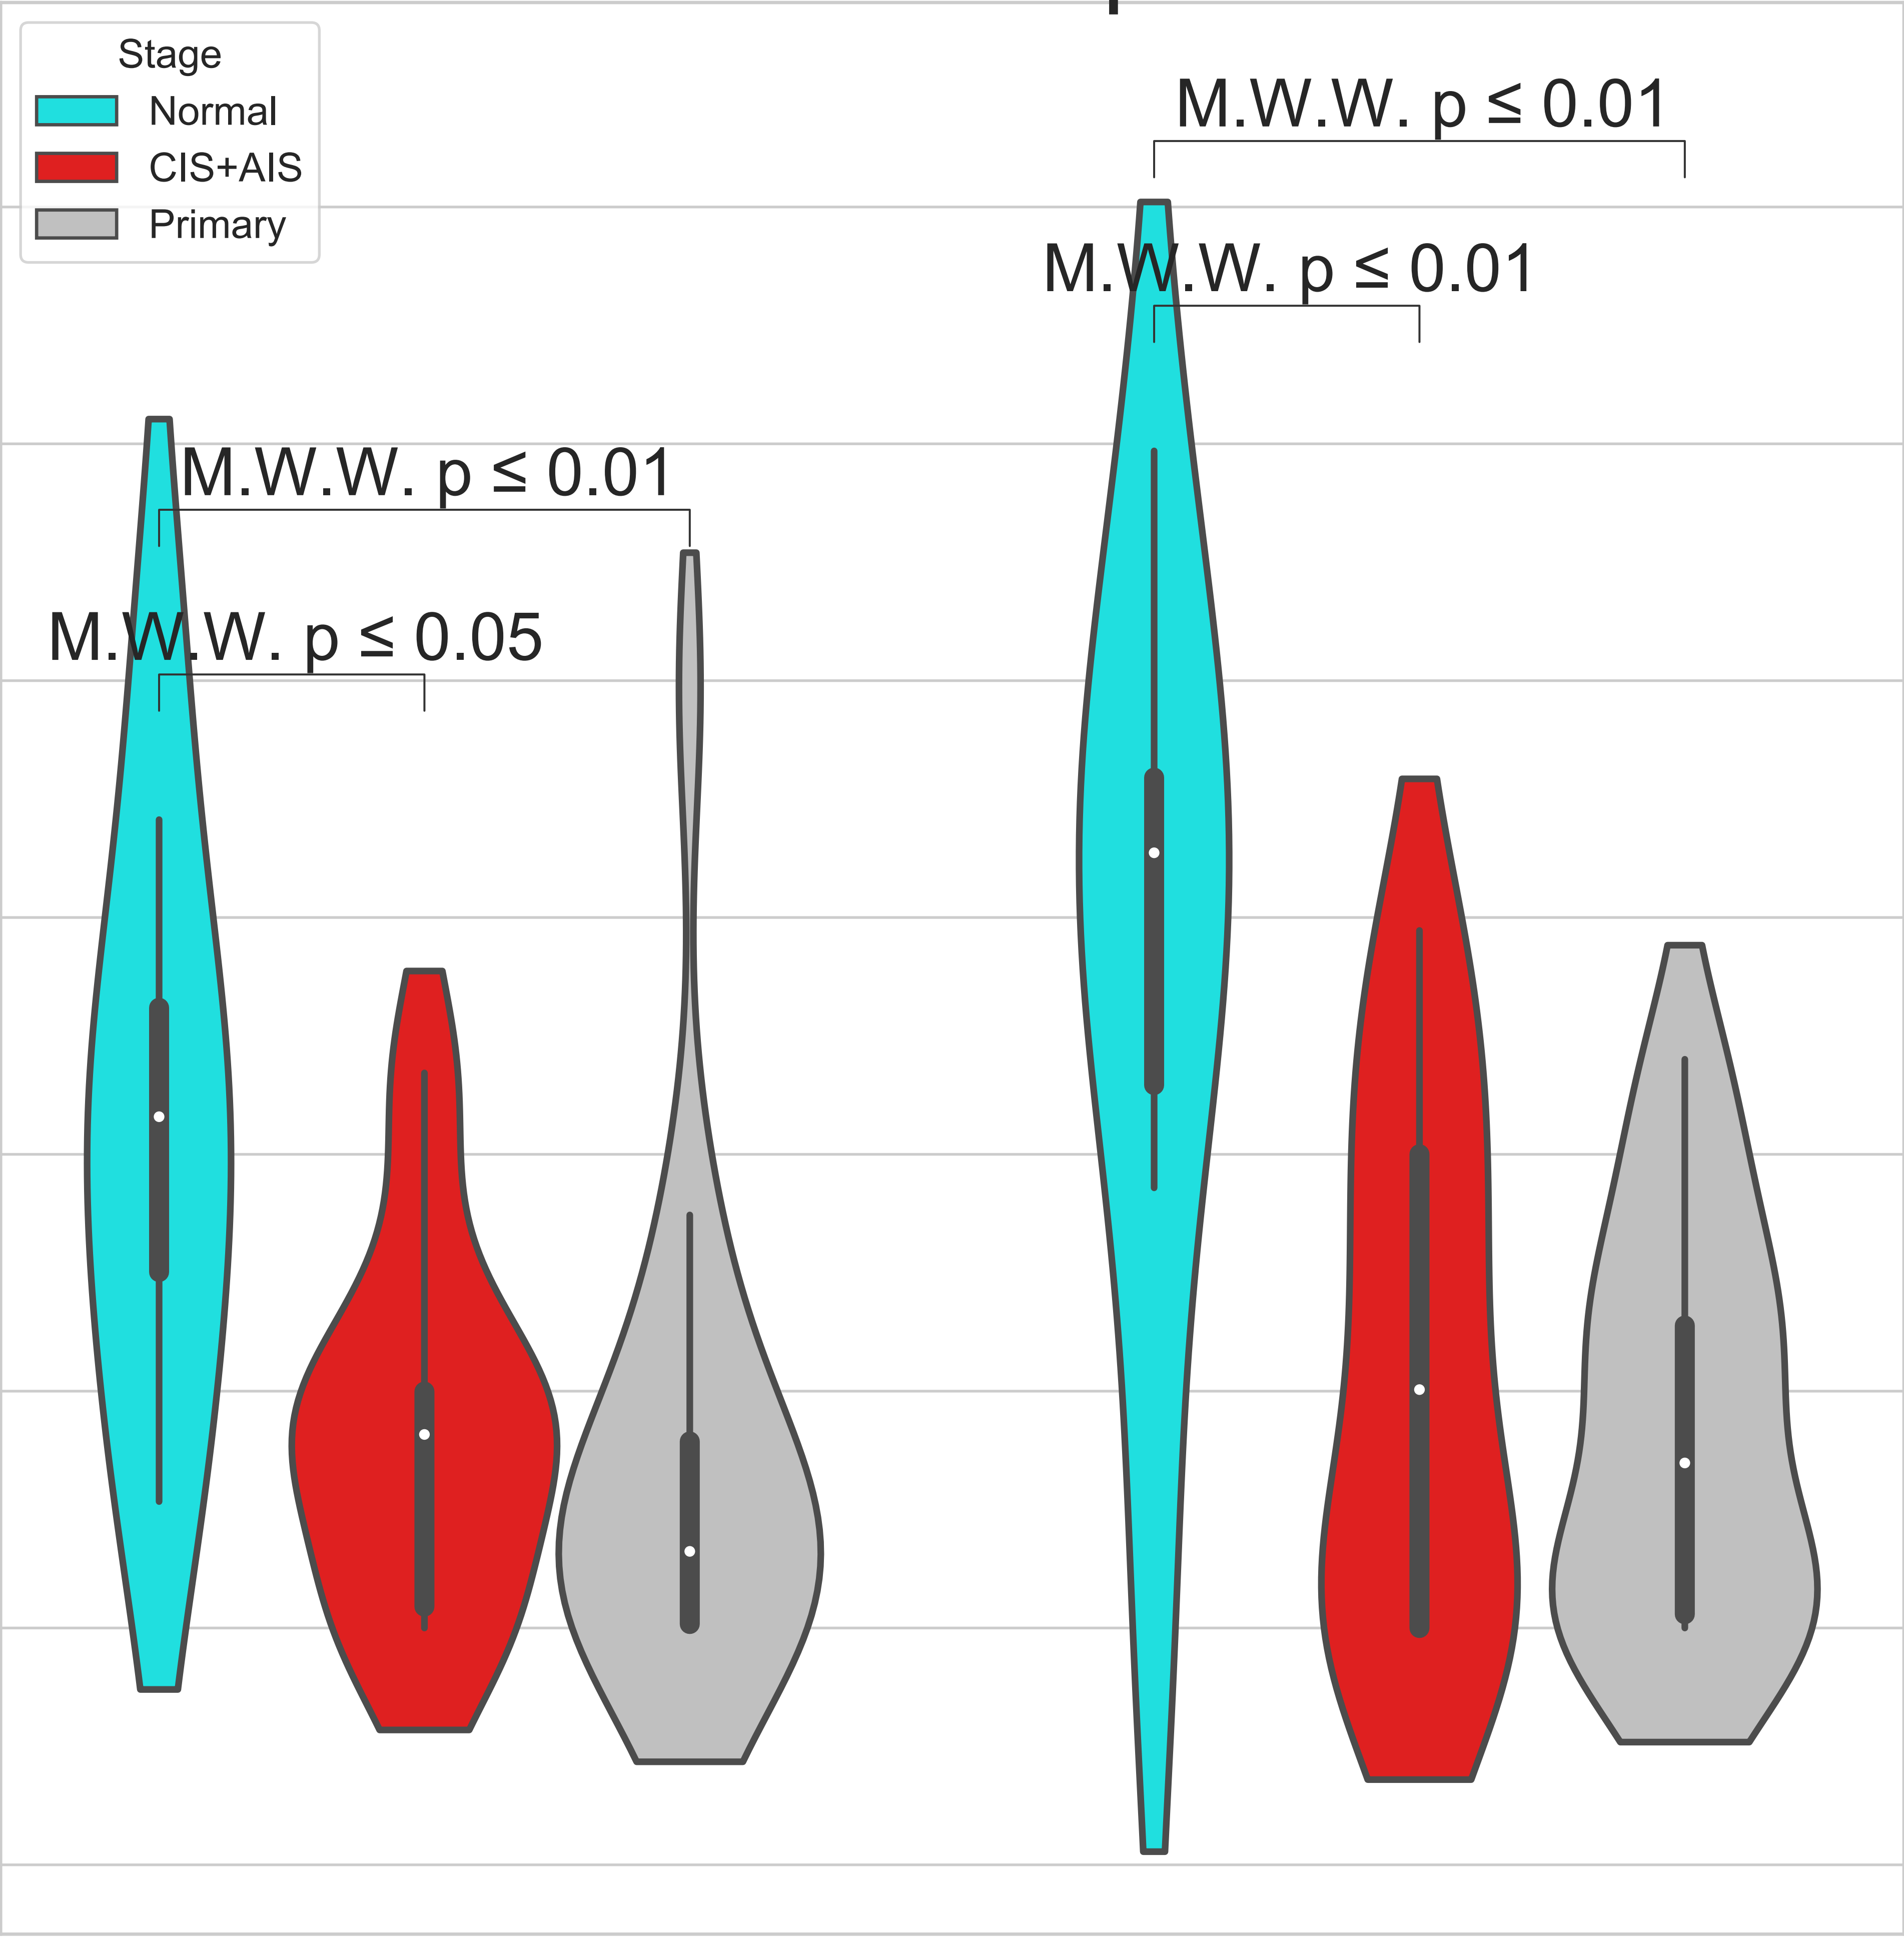 Stage
Normal
CIS+AIS
Primary
M.W.W. p ≤ 0.01
M.W.W. p ≤ 0.01
M.W.W. p ≤ 0.01
M.W.W. p ≤ 0.05